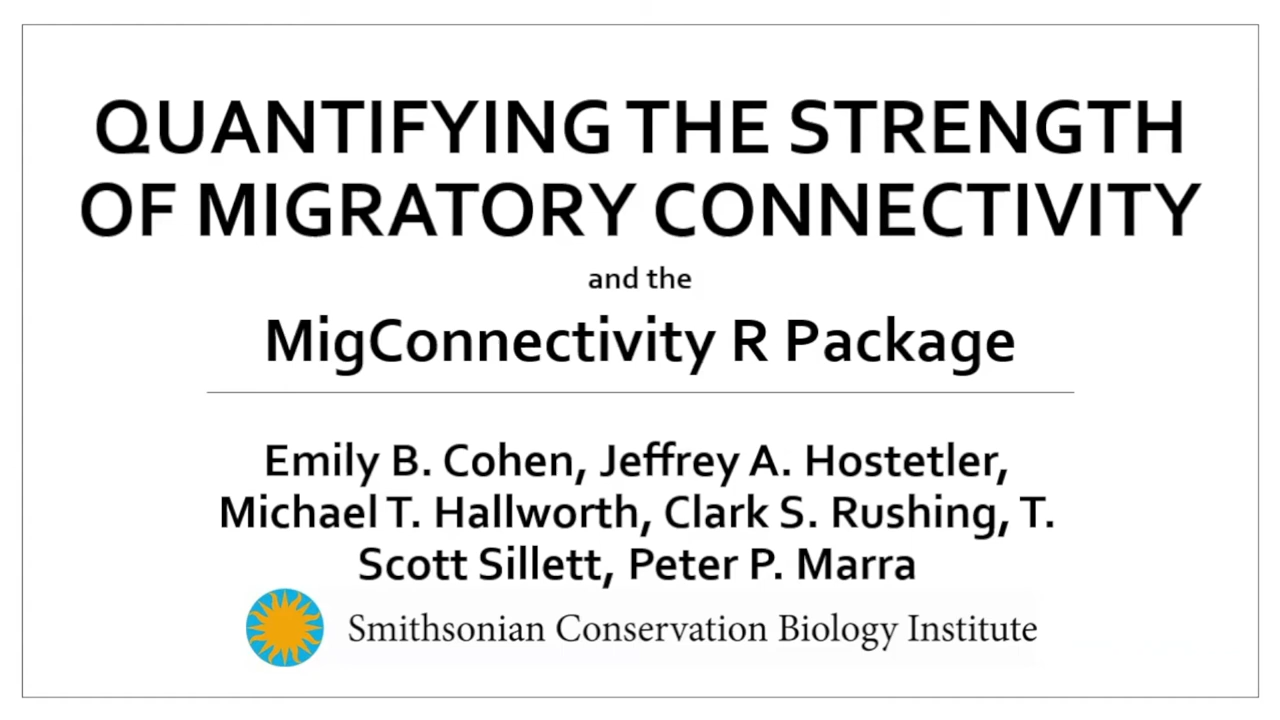 QUANTIFYING THE STRENGTH
OF MIGRATORY CONNECTIVITY
and the
MigConnectivity R Package
Emily B. Cohen, Jeffrey A. Hostetler,
Michael T. Hallworth, Clark S. Rushing, T.
Scott Sillett, Peter P. Marra
Smithsonian Conservation Biology Institute